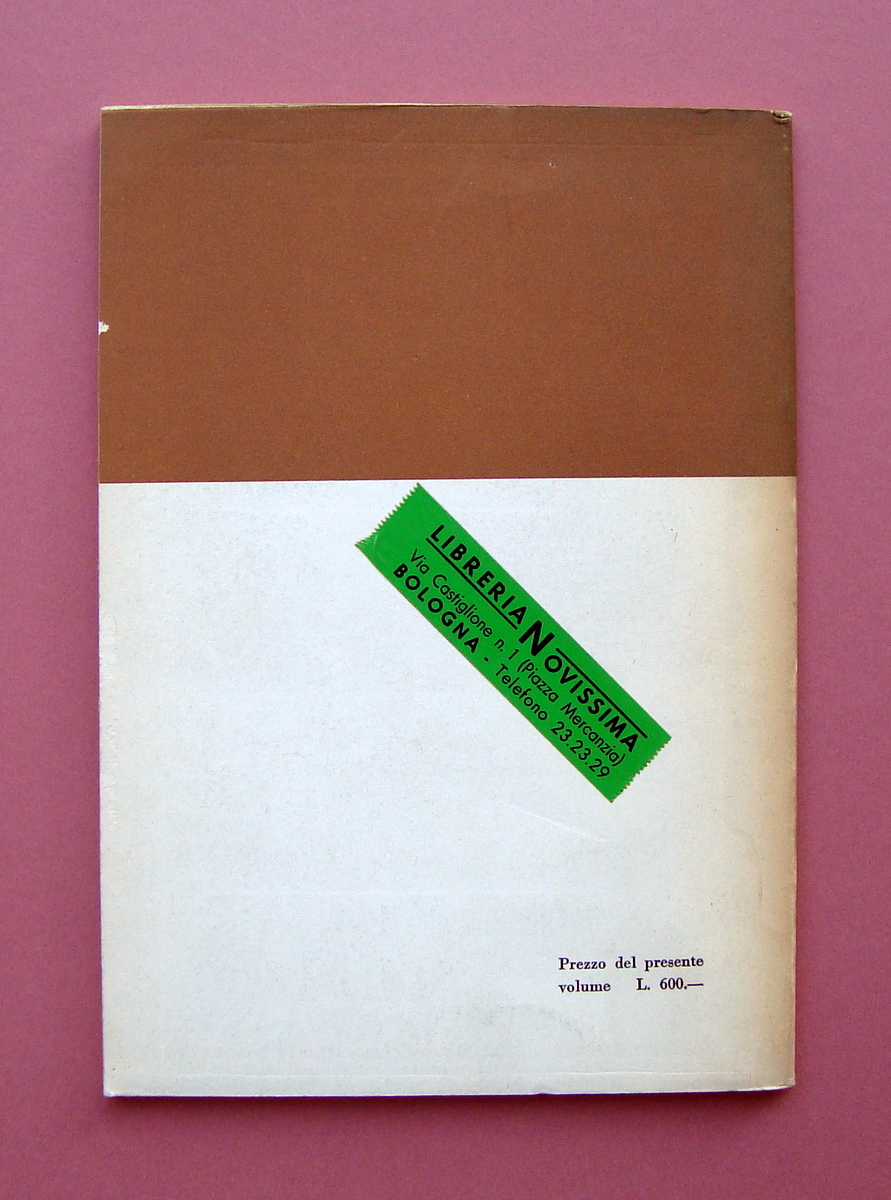 LIBRERIA NOVISSIMA
Via Castiglione n. 1 (Piazza Mercanzia)
BOLOGNA - Telefono 23.23.29
Prezzo del presente
volume L. 600.—